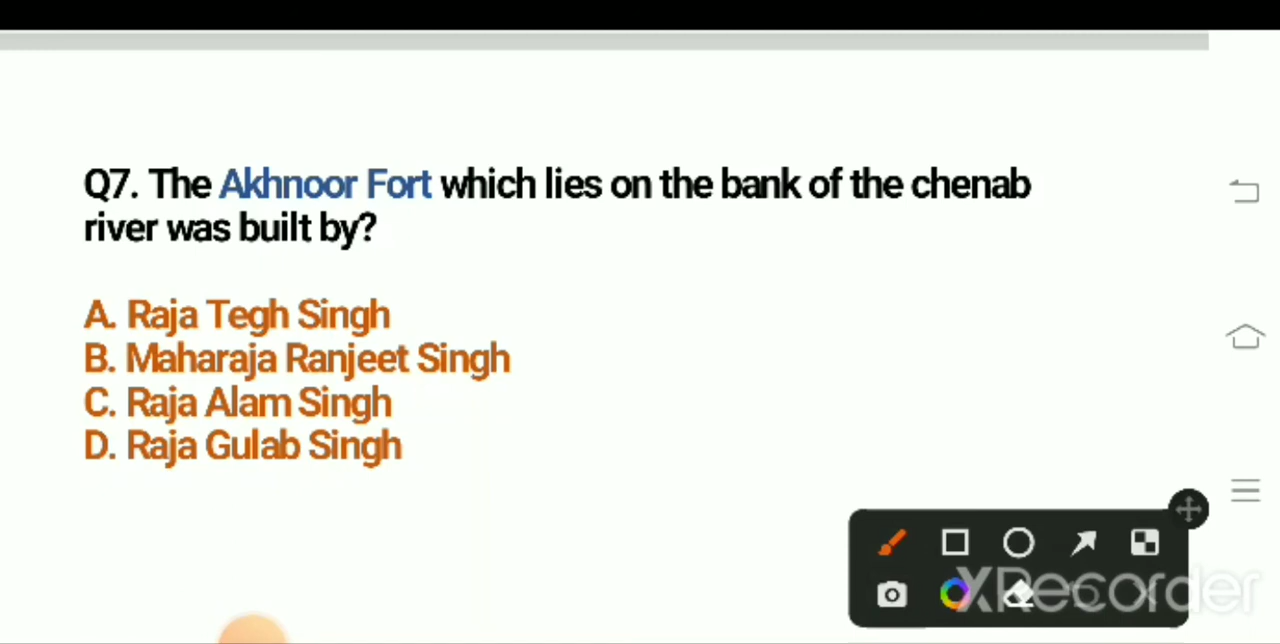 Q7. The Akhnoor Fort which lies on the bank of the chenab
river was built by?
A. Raja Tegh Singh
B. Maharaja Ranjeet Singh
C. Raja Alam Singh
D. Raja Gulab Singh
XRecorder